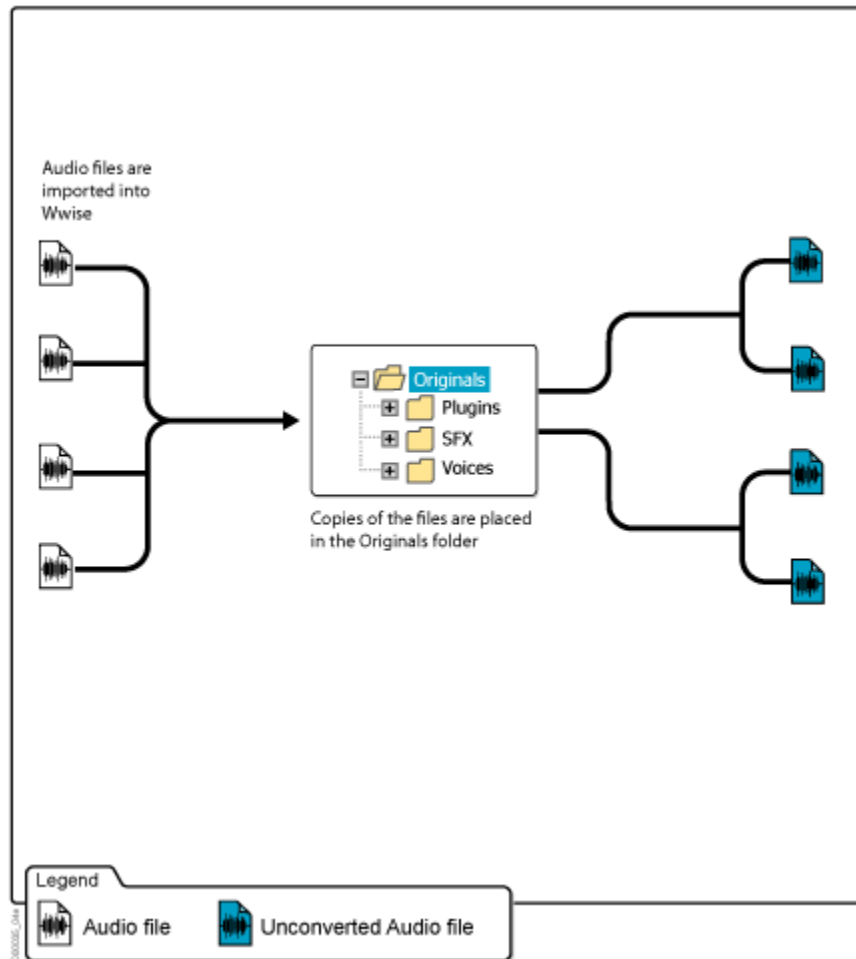 Audio files are
imported into
Wwise
Originals
Plugins
SFX
Voices
Copies of the files are placed
in the Originals folder
Legend
Audio file
Unconverted Audio file